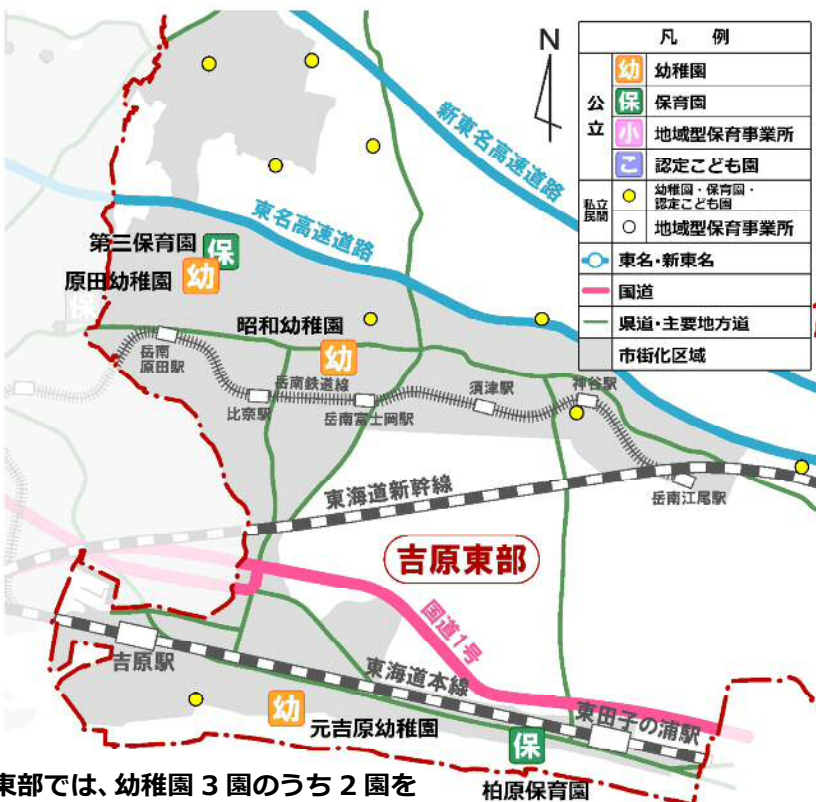 N
凡　例
公立
幼 幼稚園
保 保育園
小 地域型保育事業所
こ 認定こども園
私立
民間
幼稚園・保育園・
認定こども園
地域型保育事業所
東名・新東名
国道
県道・主要地方道
市街化区域
新東名高速道路
東名高速道路
第三保育園
保
原田幼稚園
幼
保
昭和幼稚園
幼
岳南
原田駅
比奈駅
岳南鉄道線
岳南富士岡駅
須津駅
神谷駅
岳南江尾駅
東海道新幹線
吉原東部
国道1号
吉原駅
東海道本線
東田子の浦駅
幼
元吉原幼稚園
保
柏原保育園
東部では、幼稚園 3 園のうち 2 園を